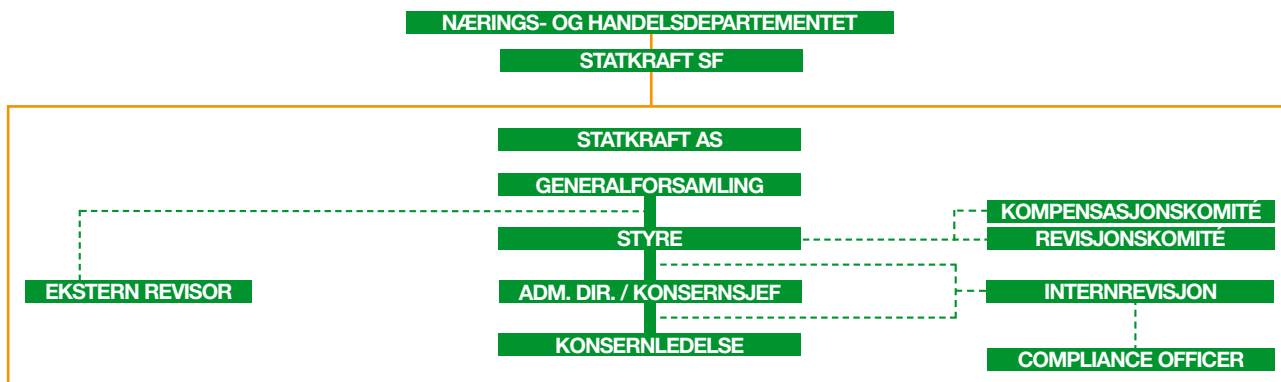 NÆRINGS- OG HANDELSDEPARTEMENTET
STATKRAFT SF
STATKRAFT AS
GENERALFORSAMLING
KOMPENSASJONSKOMITÉ
STYRE
REVISJONSKOMITÉ
EKSTERN REVISOR
ADM. DIR. / KONSERNSJEF
INTERNREVISJON
KONSERNLEDELSE
COMPLIANCE OFFICER